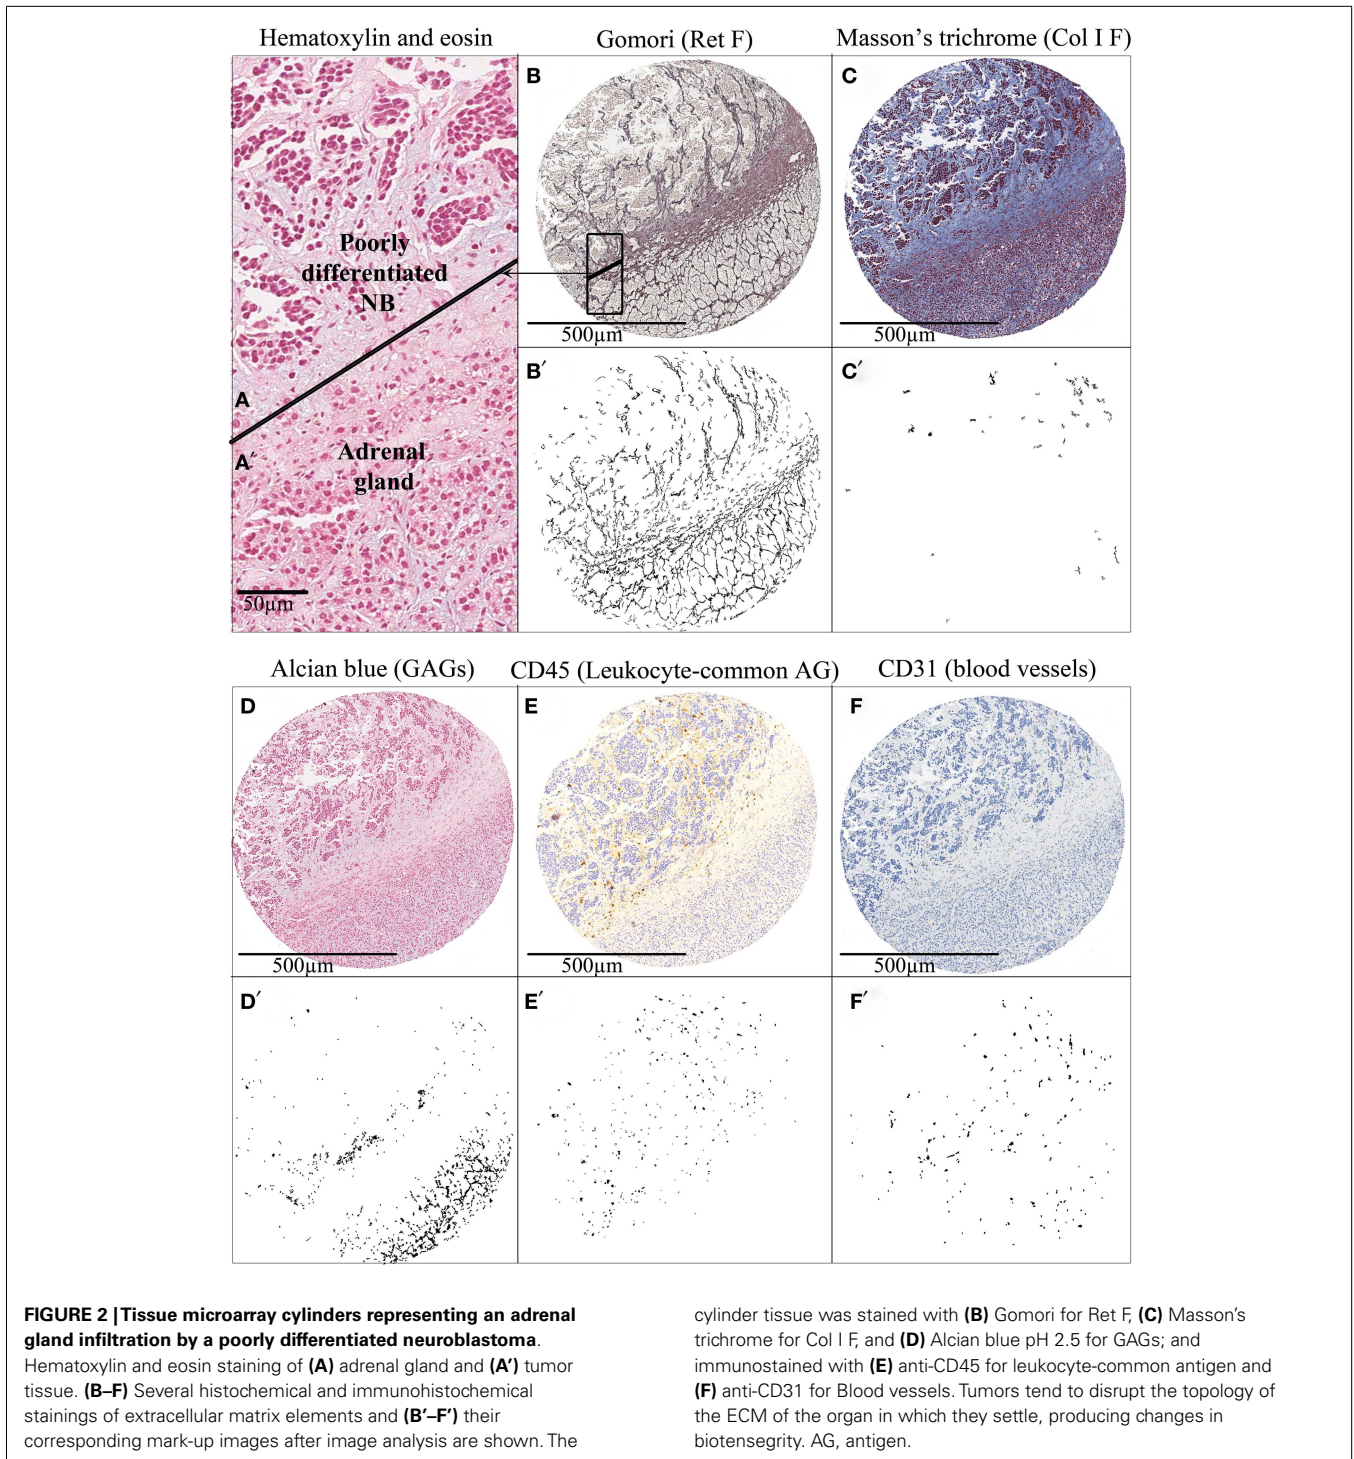 Hematoxylin and eosin
Gomori (Ret F)
Masson's trichrome (Col I F)
B
C
Poorly
differentiated
NB
500µm
500µm
B′
C′
A
A′
Adrenal
gland
50µm
Alcian blue (GAGs)
CD45 (Leukocyte-common AG)
CD31 (blood vessels)
D
E
F
500µm
500µm
500µm
D′
E′
F′
FIGURE 2 | Tissue microarray cylinders representing an adrenal
gland infiltration by a poorly differentiated neuroblastoma.
Hematoxylin and eosin staining of (A) adrenal gland and (A′) tumor
tissue. (B–F) Several histochemical and immunohistochemical
stainings of extracellular matrix elements and (B′–F′) their
corresponding mark-up images after image analysis are shown. The
cylinder tissue was stained with (B) Gomori for Ret F, (C) Masson's
trichrome for Col I F, and (D) Alcian blue pH 2.5 for GAGs; and
immunostained with (E) anti-CD45 for leukocyte-common antigen and
(F) anti-CD31 for Blood vessels. Tumors tend to disrupt the topology of
the ECM of the organ in which they settle, producing changes in
biotensegrity. AG, antigen.